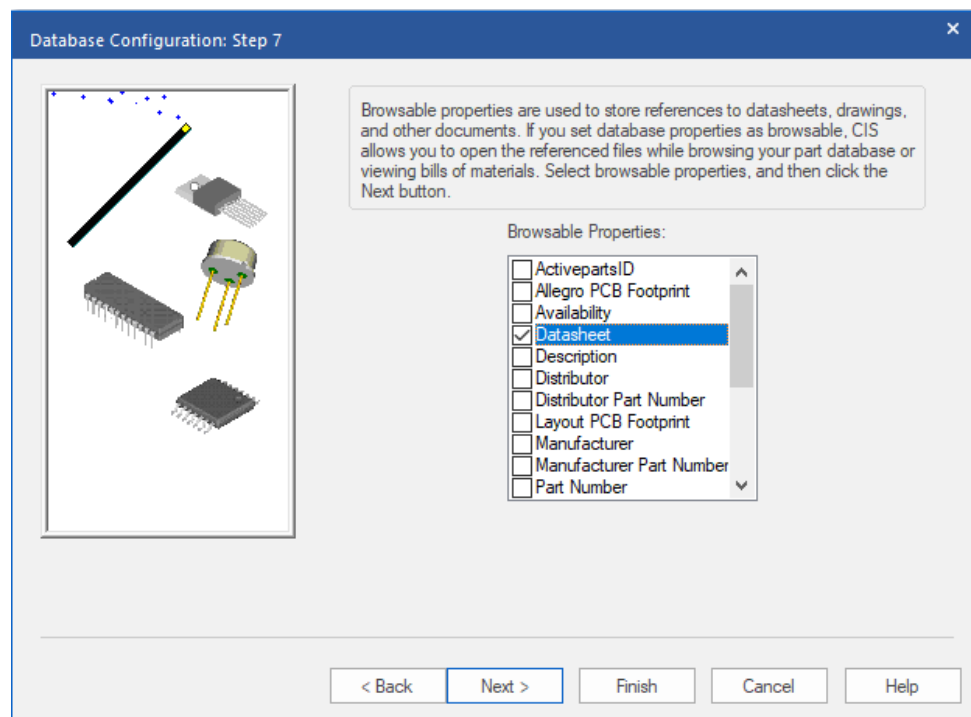 Database Configuration: Step 7
×
Browsable properties are used to store references to datasheets, drawings,
and other documents. If you set database properties as browsable, CIS
allows you to open the referenced files while browsing your part database or
viewing bills of materials. Select browsable properties, and then click the
Next button.
Browsable Properties:
ActivepartsID
Allegro PCB Footprint
Availability
Datasheet
Description
Distributor
Distributor Part Number
Layout PCB Footprint
Manufacturer
Manufacturer Part Number
Part Number
< Back
Next >
Finish
Cancel
Help